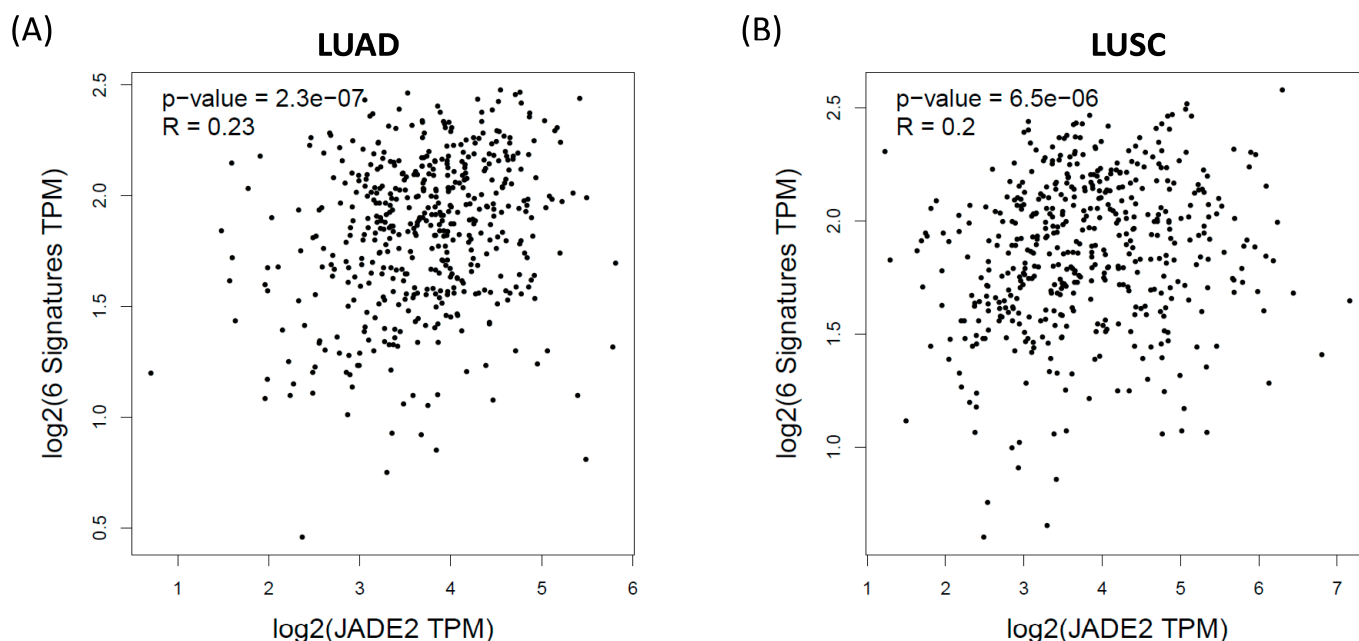 (A)
LUAD
p-value = 2.3e-07
R = 0.23
log2(6 Signatures TPM)
2.5
2.0
1.5
1.0
0.5
1 2 3 4 5 6
log2(JADE2 TPM)
(B)
LUSC
p-value = 6.5e-06
R = 0.2
log2(6 Signatures TPM)
2.5
2.0
1.5
1.0
1 2 3 4 5 6 7
log2(JADE2 TPM)